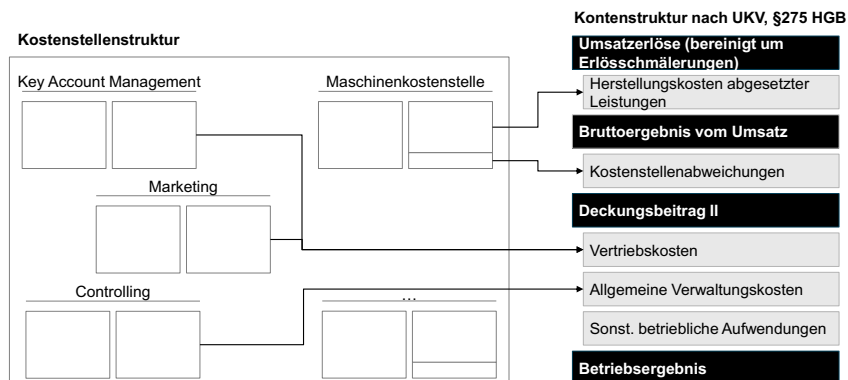 Kontenstruktur nach UKV, §275 HGB
Kostenstellenstruktur
Umsatzerlöse (bereinigt um
Erlösschmälerungen)
Key Account Management
Maschinenkostenstelle
Herstellungskosten abgesetzter
Leistungen
Bruttoergebnis vom Umsatz
Kostenstellenabweichungen
Marketing
Deckungsbeitrag II
Vertriebskosten
Controlling
…
Allgemeine Verwaltungskosten
Sonst. betriebliche Aufwendungen
Betriebsergebnis